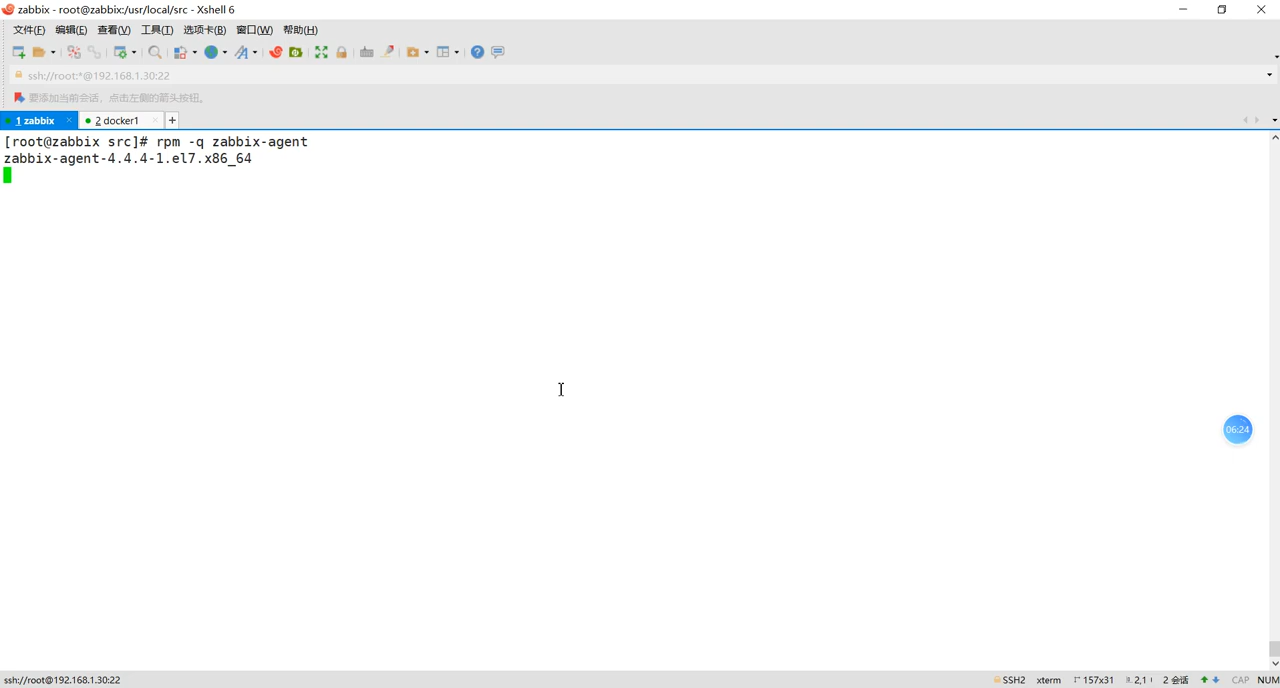 zabbix - root@zabbix:/usr/local/src - Xshell 6
文件(F) 编辑(E) 查看(V) 工具(T) 选项卡(B) 窗口(W) 帮助(H)
ssh://root:*@192.168.1.30:22
要添加当前会话，点击左侧的箭头按钮。
1 zabbix × 2 docker1 × +
[root@zabbix src]# rpm -q zabbix-agent
zabbix-agent-4.4.4-1.el7.x86_64
06:24
ssh://root@192.168.1.30:22 SSH2 xterm 157x31 2,1 2 会话 CAP NUM